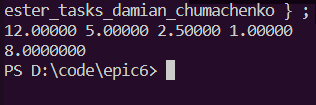 ester_tasks_damian_chumachenko } ;
12.00000 5.00000 2.50000 1.00000
8.0000000
PS D:\code\epic6>